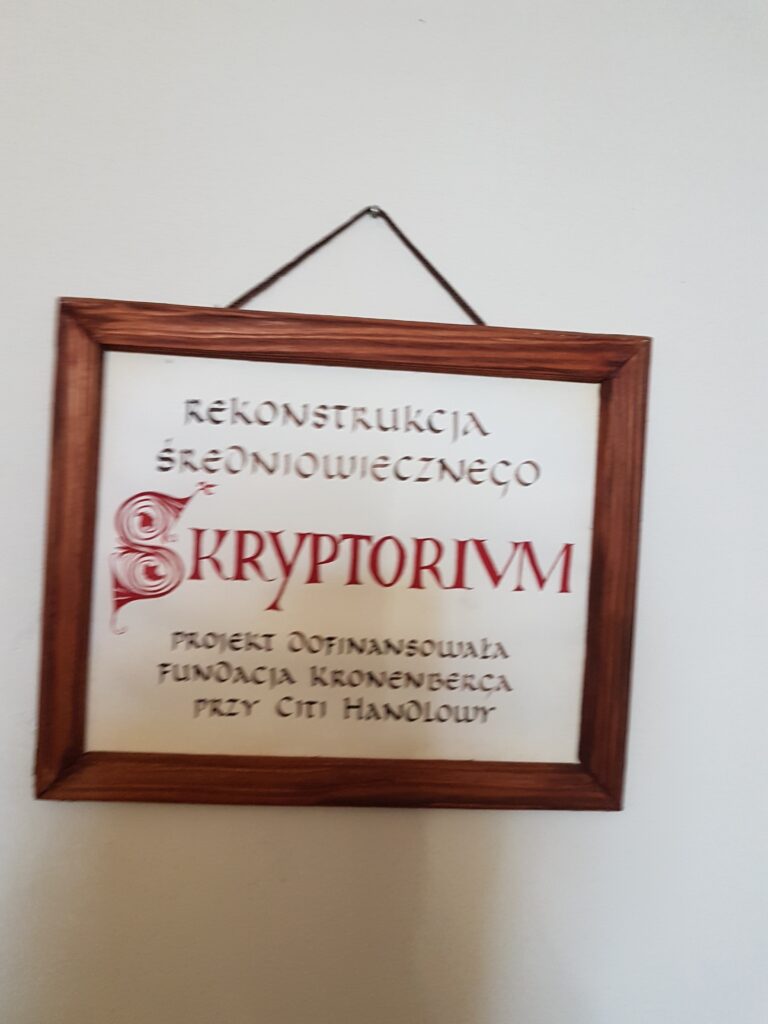 REKONSTRUKCJA
ŚREDNIOWIECZNEGO
SKRYPTORIVM
PROJEKT DOFINANSOWAŁA
FUNDACJA KRONENBERGA
PRZY CITI HANDLOWY